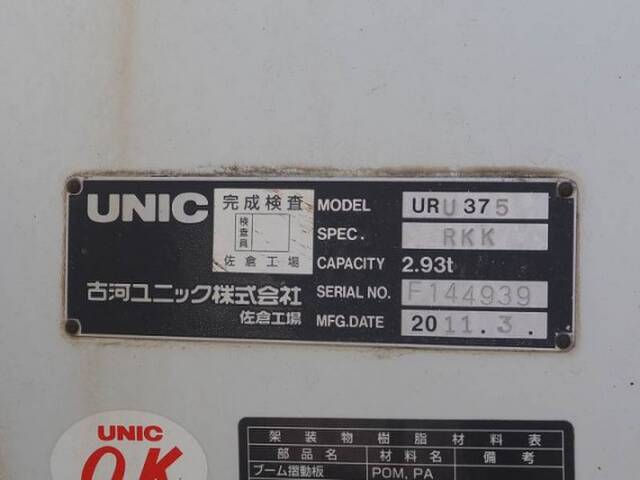 UNIC
完成検査
検査員
佐倉工場
古河ユニック株式会社
佐倉工場
MODEL URU375
SPEC. RKK
CAPACITY 2.93t
SERIAL NO. F144939
MFG.DATE 2011.3.
UNIC
OK
架装物樹脂材料表
部品名 材料名 備考
ブーム摺動板 POM, PA